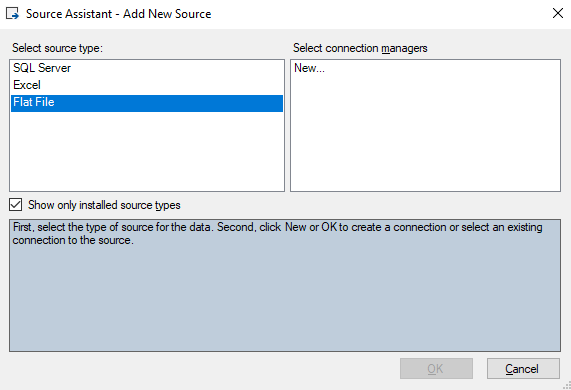 Source Assistant - Add New Source
Select source type:
Select connection managers
SQL Server
Excel
Flat File
New...
Show only installed source types
First, select the type of source for the data. Second, click New or OK to create a connection or select an existing
connection to the source.
OK
Cancel